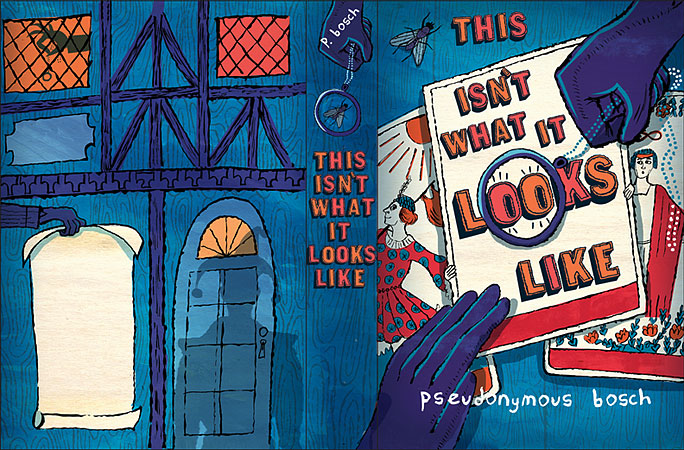 p. bosch
THIS
ISN'T
WHAT
IT
LOOKS
LIKE
THIS
ISN'T
WHAT IT
LOOKS
LIKE
pseudonymous bosch